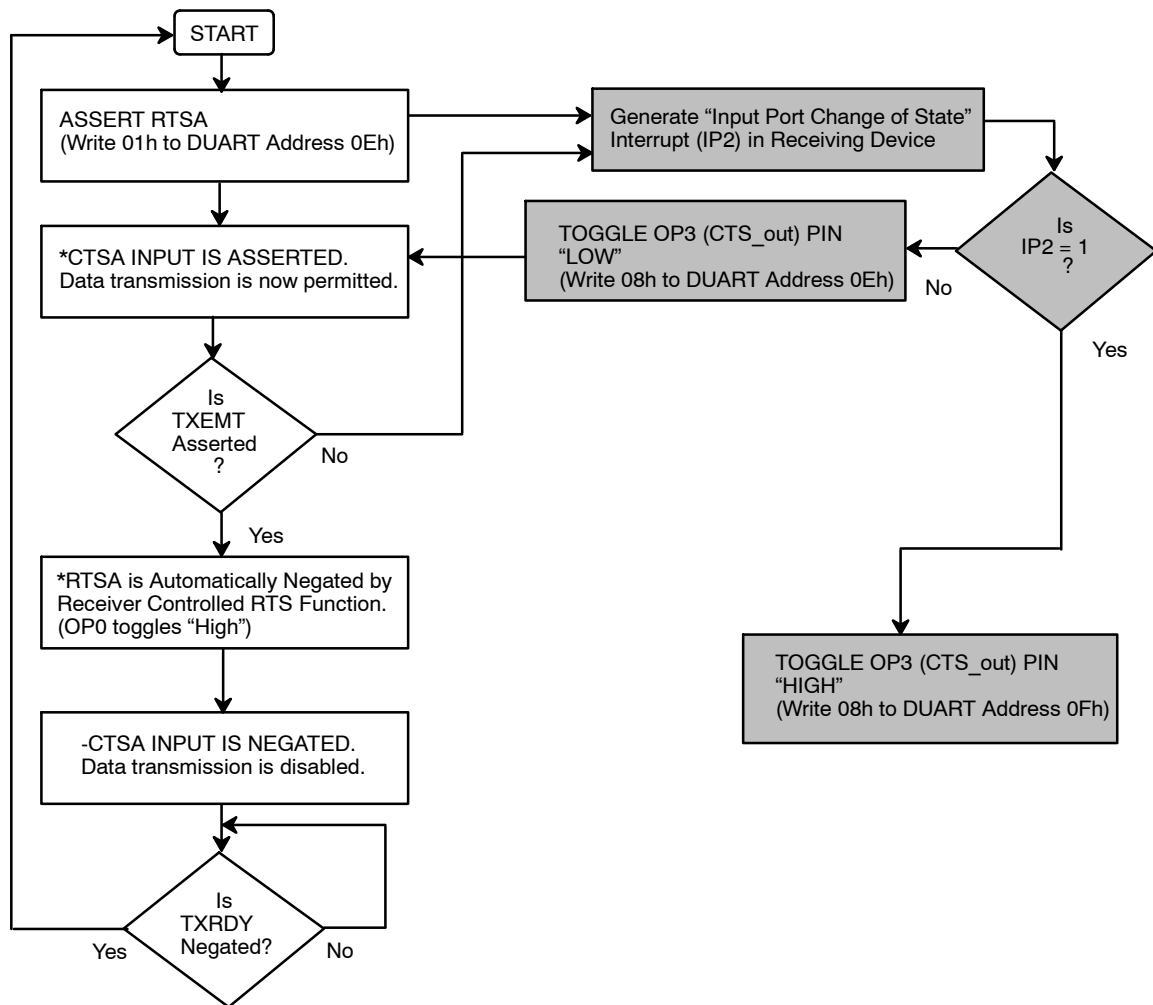 START
ASSERT RTSA
(Write 01h to DUART Address 0Eh)
Generate “Input Port Change of State”
Interrupt (IP2) in Receiving Device
Is
IP2 = 1
?
No
Yes
TOGGLE OP3 (CTS_out) PIN
“LOW”
(Write 08h to DUART Address 0Eh)
*CTSA INPUT IS ASSERTED.
Data transmission is now permitted.
Is
TXEMT
Asserted
?
No
Yes
*RTSA is Automatically Negated by
Receiver Controlled RTS Function.
(OP0 toggles “High”)
TOGGLE OP3 (CTS_out) PIN
“HIGH”
(Write 08h to DUART Address 0Fh)
-CTSA INPUT IS NEGATED.
Data transmission is disabled.
Is
TXRDY
Negated?
Yes
No